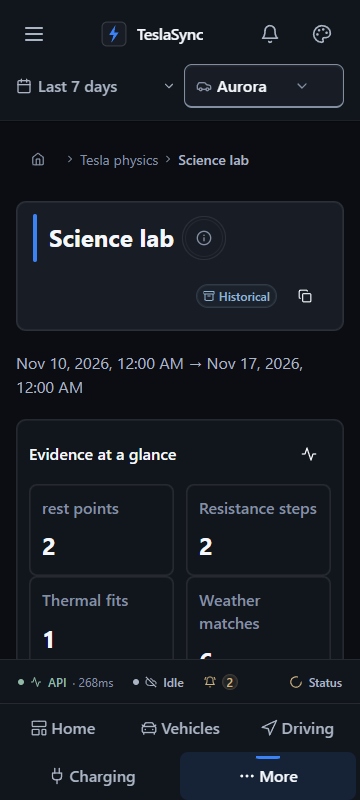 TeslaSync
Last 7 days
Aurora
Tesla physics
Science lab
Science lab
Historical
Nov 10, 2026, 12:00 AM → Nov 17, 2026,
12:00 AM
Evidence at a glance
rest points
Resistance steps
2
2
Thermal fits
Weather
matches
1
API · 268ms
Idle
2
Status
Home
Vehicles
Driving
Charging
More